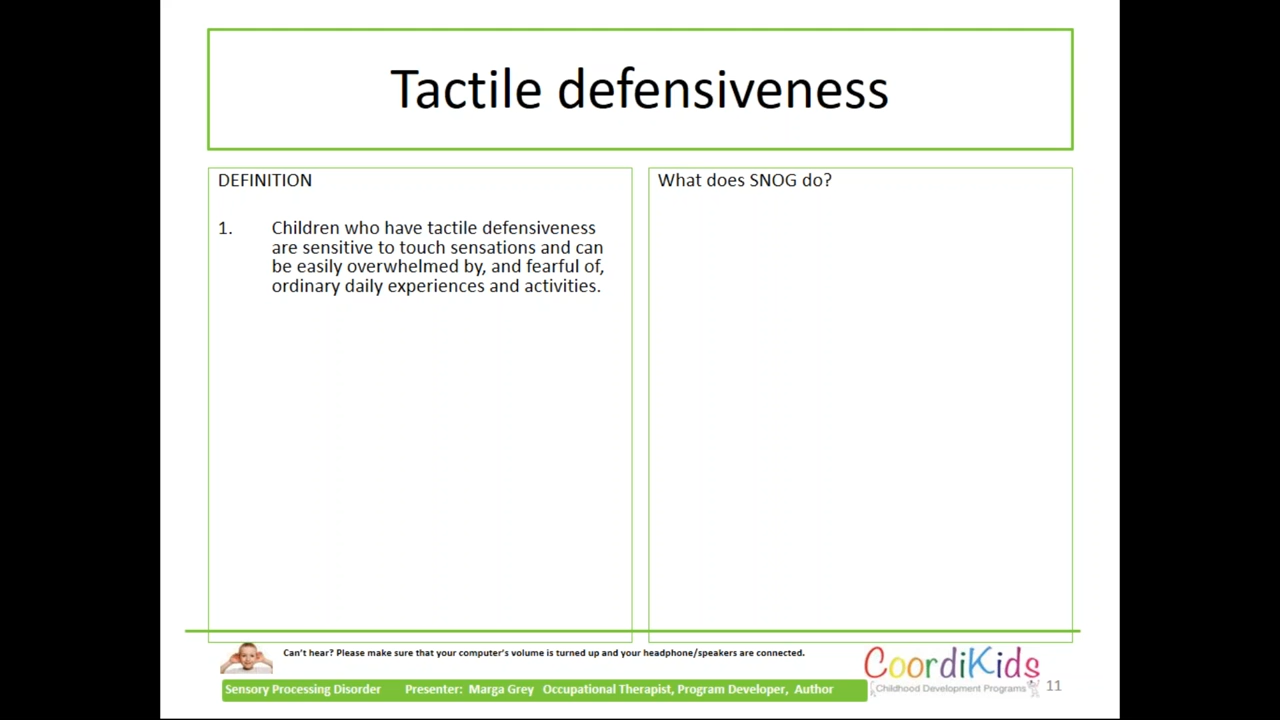 Tactile defensiveness
DEFINITION
1. Children who have tactile defensiveness
are sensitive to touch sensations and can
be easily overwhelmed by, and fearful of,
ordinary daily experiences and activities.
What does SNOG do?
Can't hear? Please make sure that your computer's volume is turned up and your headphone/speakers are connected.
Sensory Processing Disorder Presenter: Marga Grey Occupational Therapist, Program Developer, Author
CoordiKids
Childhood Development Programs
11